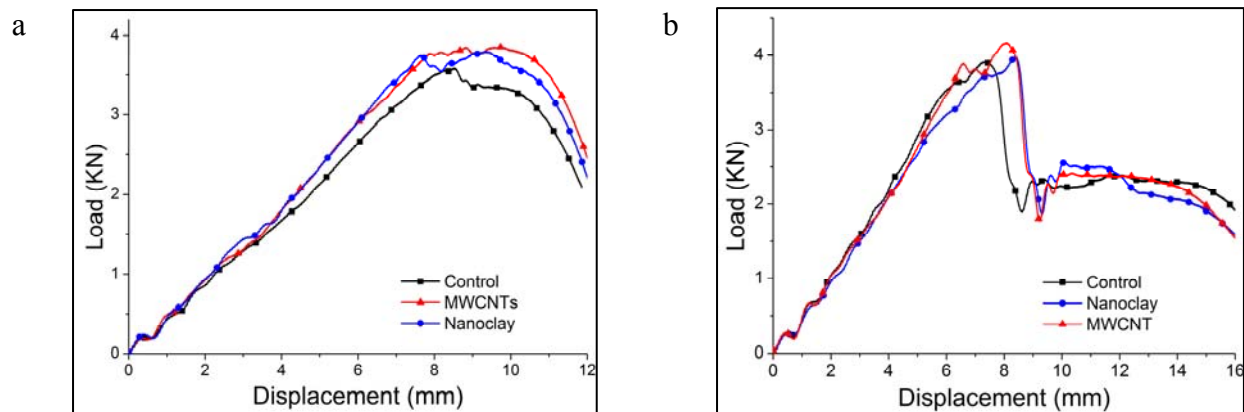 a
Load (KN)
4
3
2
1
0
0 2 4 6 8 10 12
Displacement (mm)
Control
MWCNTs
Nanoclay
b
Load (KN)
5
4
3
2
1
0
0 2 4 6 8 10 12 14 16
Displacement (mm)
Control
Nanoclay
MWCNT